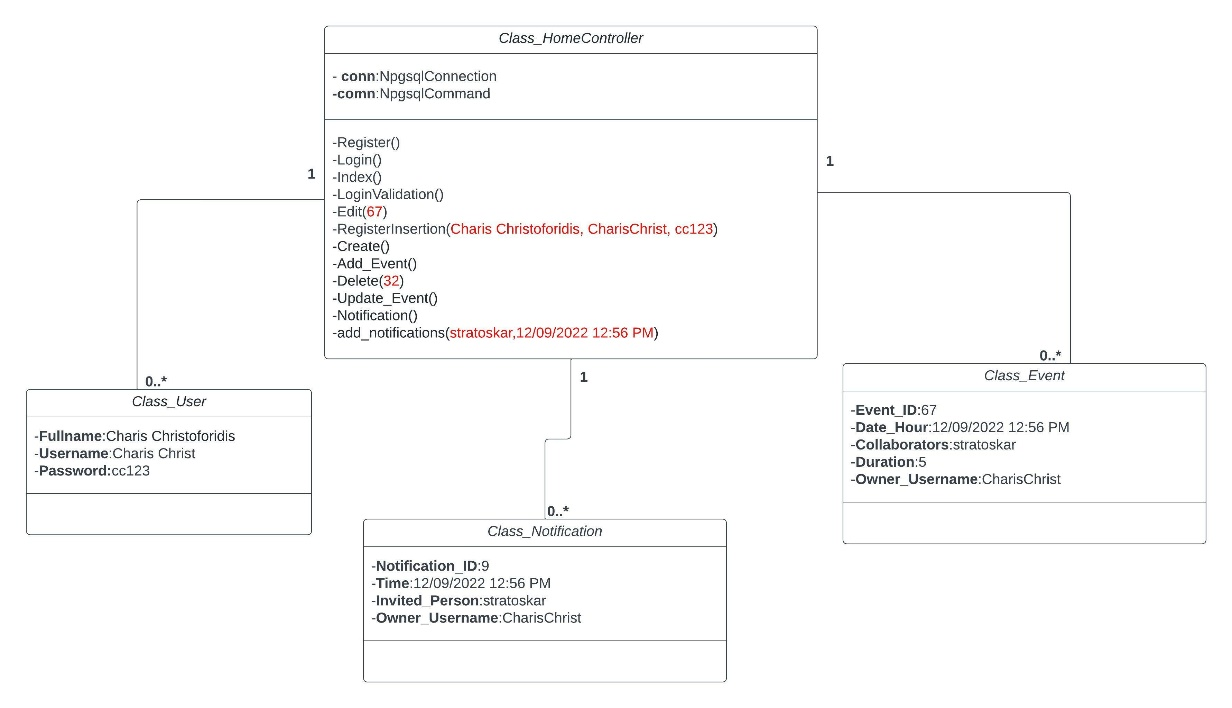 Class_HomeController
- conn:NpgsqlConnection
-comn:NpgsqlCommand
-Register()
-Login()
-Index()
-LoginValidation()
-Edit(67)
-RegisterInsertion(Charis Christoforidis, CharisChrist, cc123)
-Create()
-Add_Event()
-Delete(32)
-Update_Event()
-Notification()
-add_notifications(stratoskar,12/09/2022 12:56 PM)
1
1
1
0..*
Class_User
-Fullname:Charis Christoforidis
-Username:Charis Christ
-Password:cc123
0..*
Class_Notification
-Notification_ID:9
-Time:12/09/2022 12:56 PM
-Invited_Person:stratoskar
-Owner_Username:CharisChrist
0..*
Class_Event
-Event_ID:67
-Date_Hour:12/09/2022 12:56 PM
-Collaborators:stratoskar
-Duration:5
-Owner_Username:CharisChrist